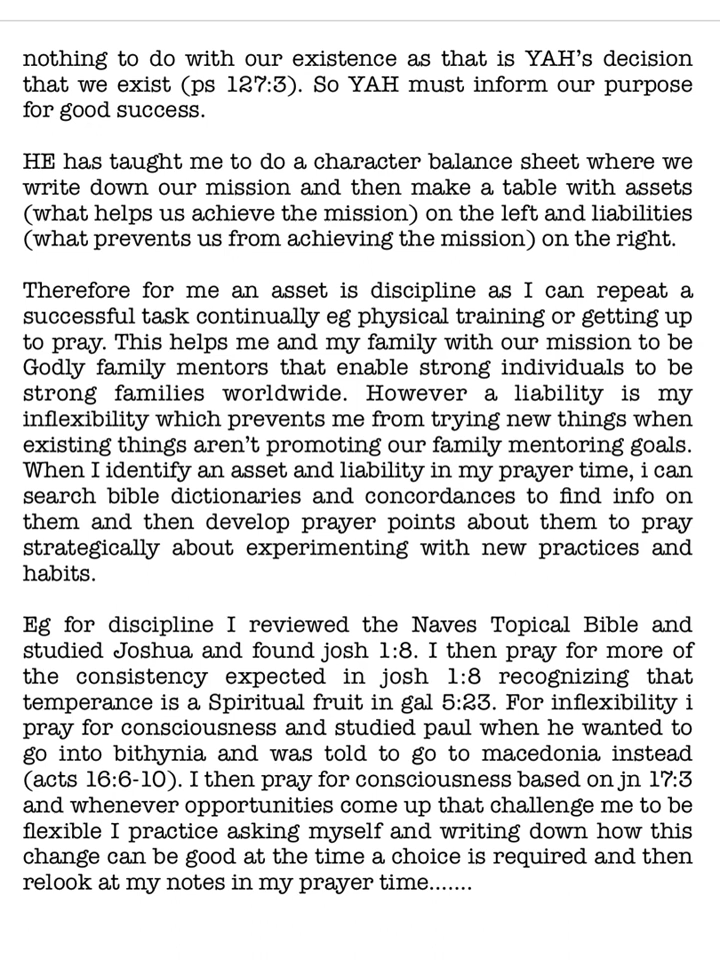 nothing to do with our existence as that is YAH’s decision
that we exist (ps 127:3). So YAH must inform our purpose
for good success.
HE has taught me to do a character balance sheet where we
write down our mission and then make a table with assets
(what helps us achieve the mission) on the left and liabilities
(what prevents us from achieving the mission) on the right.
Therefore for me an asset is discipline as I can repeat a
successful task continually eg physical training or getting up
to pray. This helps me and my family with our mission to be
Godly family mentors that enable strong individuals to be
strong families worldwide. However a liability is my
inflexibility which prevents me from trying new things when
existing things aren’t promoting our family mentoring goals.
When I identify an asset and liability in my prayer time, i can
search bible dictionaries and concordances to find info on
them and then develop prayer points about them to pray
strategically about experimenting with new practices and
habits.
Eg for discipline I reviewed the Naves Topical Bible and
studied Joshua and found josh 1:8. I then pray for more of
the consistency expected in josh 1:8 recognizing that
temperance is a Spiritual fruit in gal 5:23. For inflexibility i
pray for consciousness and studied paul when he wanted to
go into bithynia and was told to go to macedonia instead
(acts 16:6-10). I then pray for consciousness based on jn 17:3
and whenever opportunities come up that challenge me to be
flexible I practice asking myself and writing down how this
change can be good at the time a choice is required and then
relook at my notes in my prayer time.......